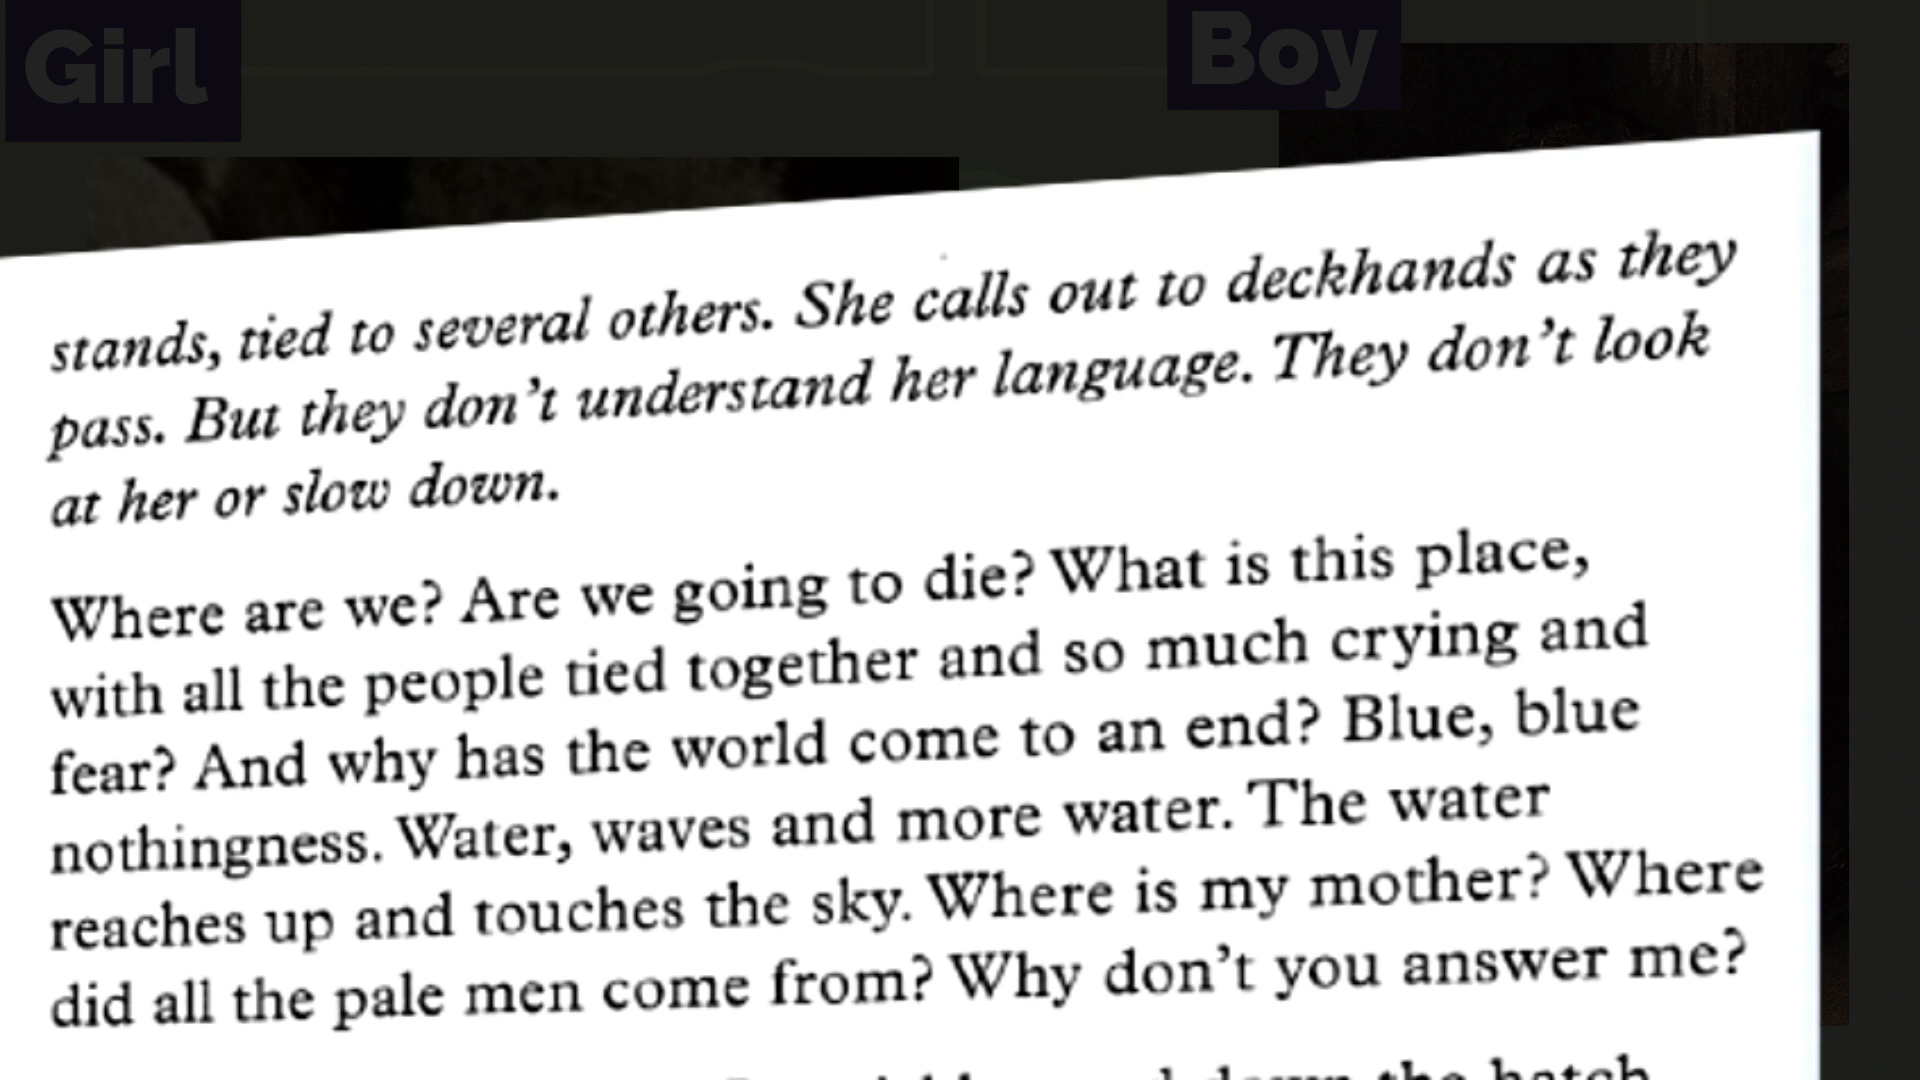 Girl
Boy
stands, tied to several others. She calls out to deckhands as they
pass. But they don't understand her language. They don't look
at her or slow down.
Where are we? Are we going to die? What is this place,
with all the people tied together and so much crying and
fear? And why has the world come to an end? Blue, blue
nothingness. Water, waves and more water. The water
reaches up and touches the sky. Where is my mother? Where
did all the pale men come from? Why don't you answer me?
down the hatch